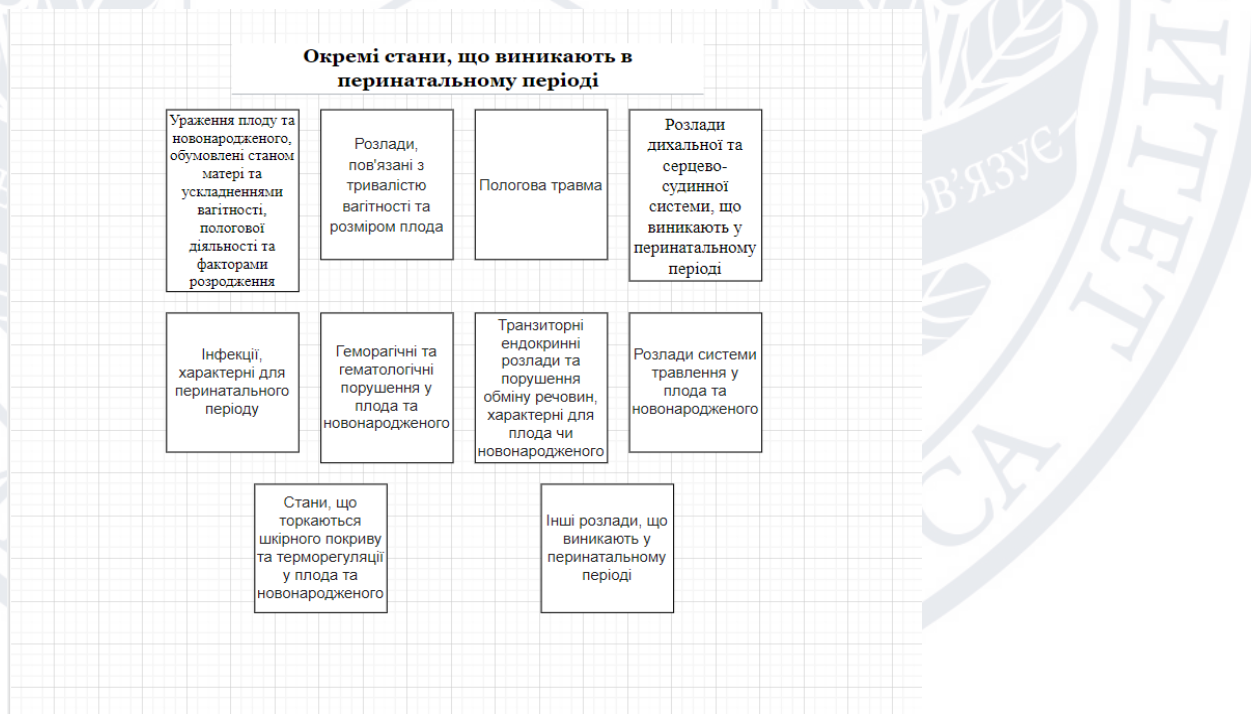 Окремі стани, що виникають в
перинатальному періоді
Ураження плоду та
новонародженого,
обумовлені станом
матері та
ускладненнями
вагітності,
пологової
діяльності та
факторами
розродження
Розлади,
пов'язані з
тривалістю
вагітності та
розміром плода
Пологова травма
Розлади
дихальної та
серцево-
судинної
системи, що
виникають у
перинатальному
періоді
Інфекції,
характерні для
перинатального
періоду
Геморагічні та
гематологічні
порушення у
плода та
новонародженого
Транзиторні
ендокринні
розлади та
порушення
обміну речовин,
характерні для
плода чи
новонародженого
Розлади системи
травлення у
плода та
новонародженого
Стани, що
торкаються
шкірного покриву
та терморегуляції
у плода та
новонародженого
Інші розлади, що
виникають у
перинатальному
періоді